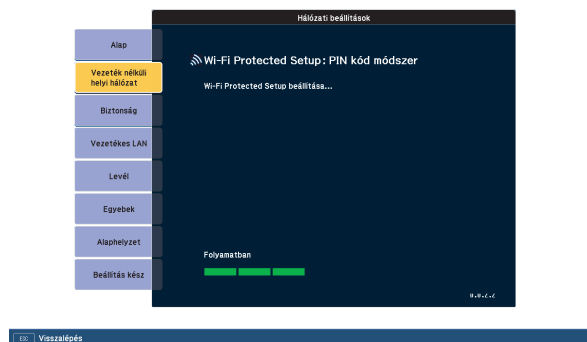 Hálózati beállítások
Alap
Vezeték nélküli
helyi hálózat
Biztonság
Vezetékes LAN
Levél
Egyebek
Alaphelyzet
Beállítás kész
Wi-Fi Protected Setup: PIN kód módszer
Wi-Fi Protected Setup beállítása...
Folyamatban
Esc Visszalépés